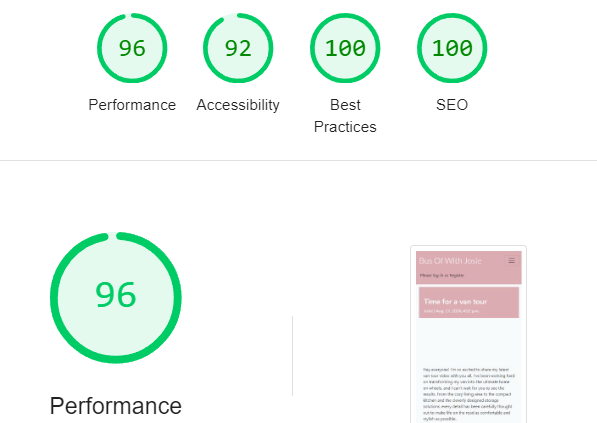 96
92
100
100
Performance
Accessibility
Best
Practices
SEO
96
Performance
Bus Of With Josie
Please log in or Register
Time for a van tour
Hey everyone! I'm so excited to share my latest
van tour video with you all. I've been working hard
on transforming my van into the ultimate home
on wheels, and I can't wait for you to see the
results. From the cozy living area to the compact
kitchen and the cleverly designed storage
solutions, every detail has been carefully thought
out to make life on the road as comfortable and
stylish as possible.